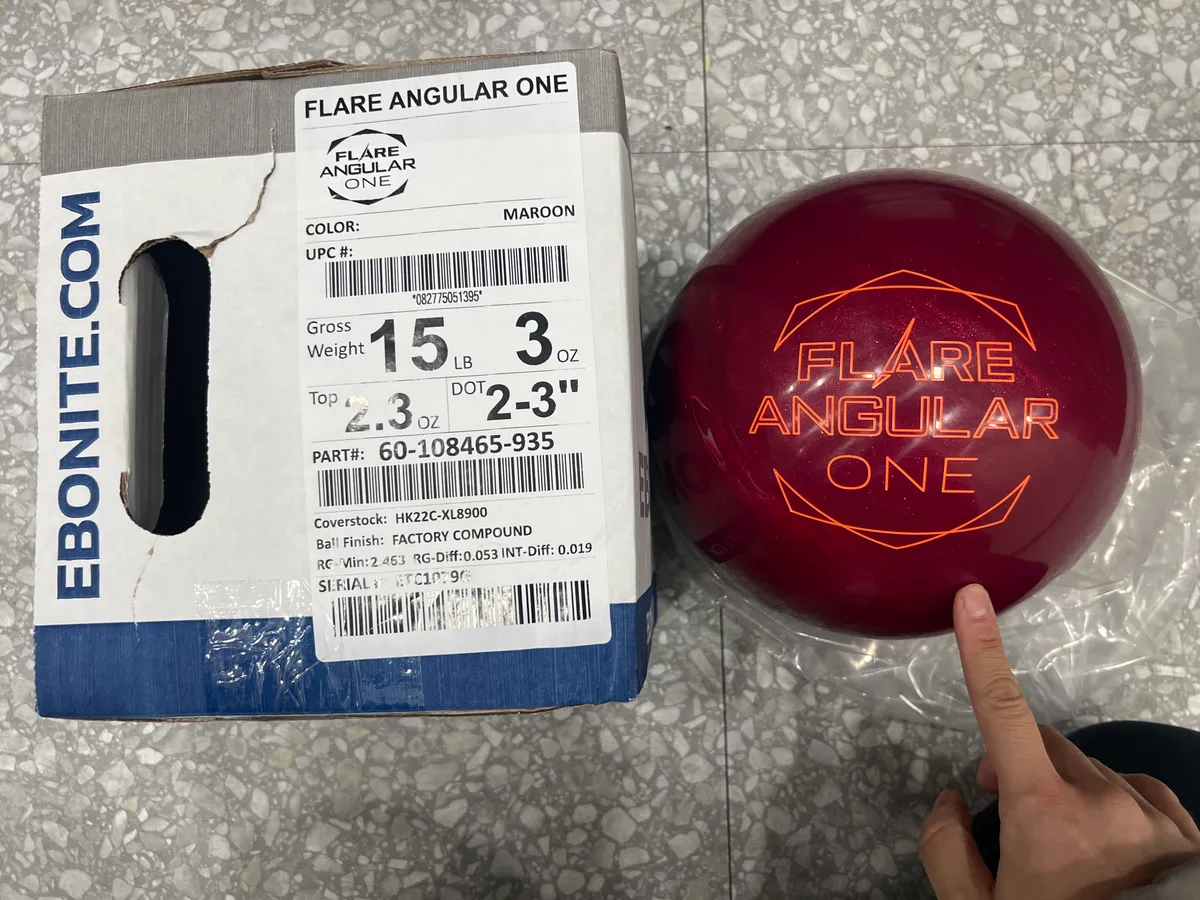 EBONITE.COM
FLARE ANGULAR ONE
FLARE
ANGULAR
ONE
COLOR: MAROON
UPC #:
*082775051395*
Gross Weight 15 LB 3 OZ
Top 2.3 OZ DOT 2-3"
PART#: 60-108465-935
Coverstock: HK22C-XL8900
Ball Finish: FACTORY COMPOUND
RG-Min: 2.463 RG-Diff: 0.053 INT-Diff: 0.019
SERIAL
FLARE
ANGULAR
ONE